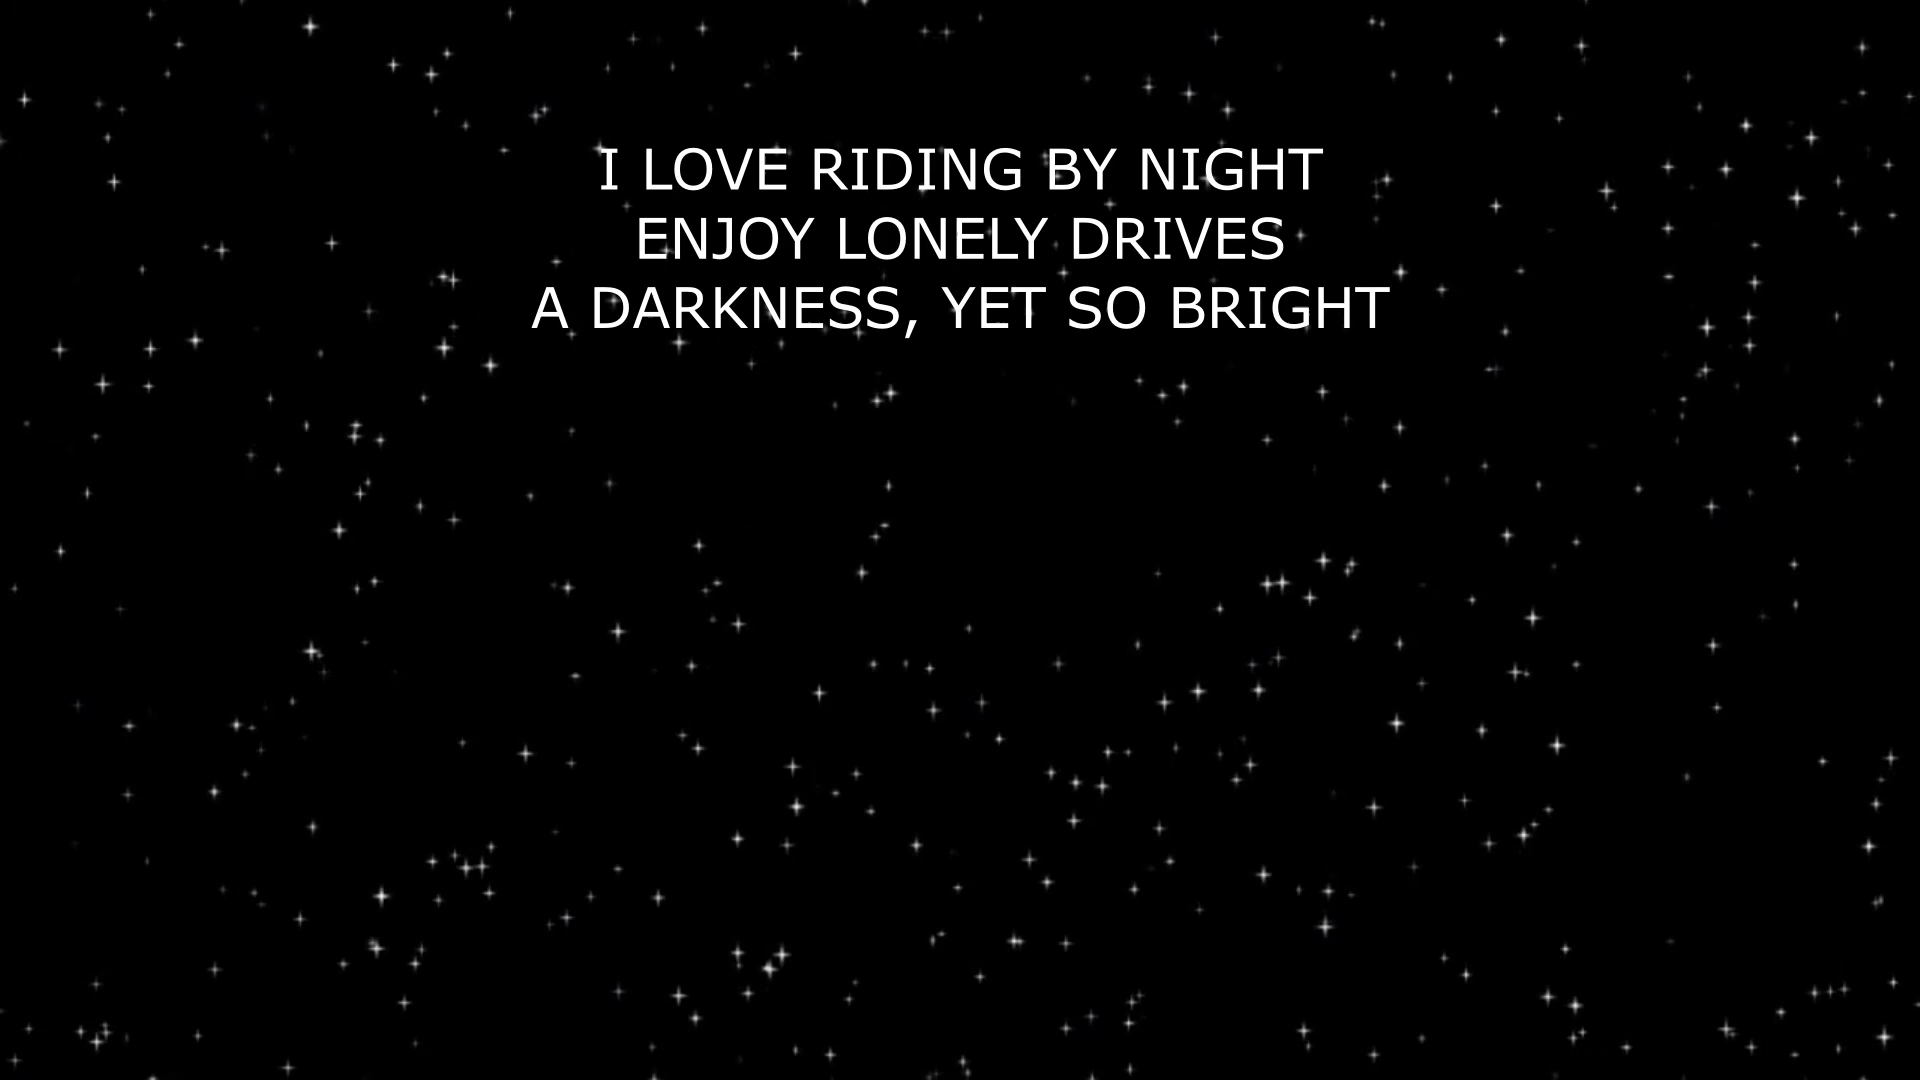 I LOVE RIDING BY NIGHT
ENJOY LONELY DRIVES
A DARKNESS, YET SO BRIGHT